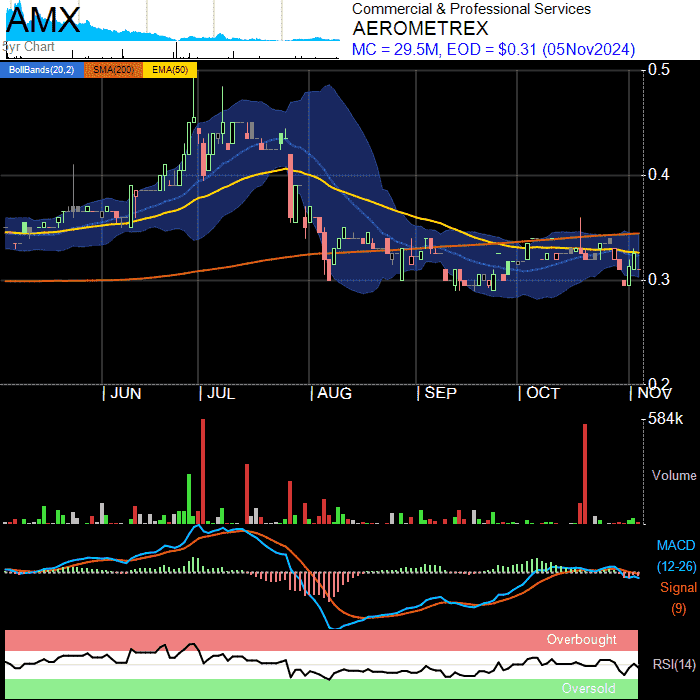 AMX
5yr Chart
Commercial & Professional Services
AEROMETREX
MC = 29.5M, EOD = $0.31 (05Nov2024)
BollBands(20,2) SMA(200) EMA(50)
0.5
0.4
0.3
0.2
JUN JUL AUG SEP OCT NOV
584k
Volume
MACD
(12-26)
Signal
(9)
Overbought
RSI(14)
Oversold